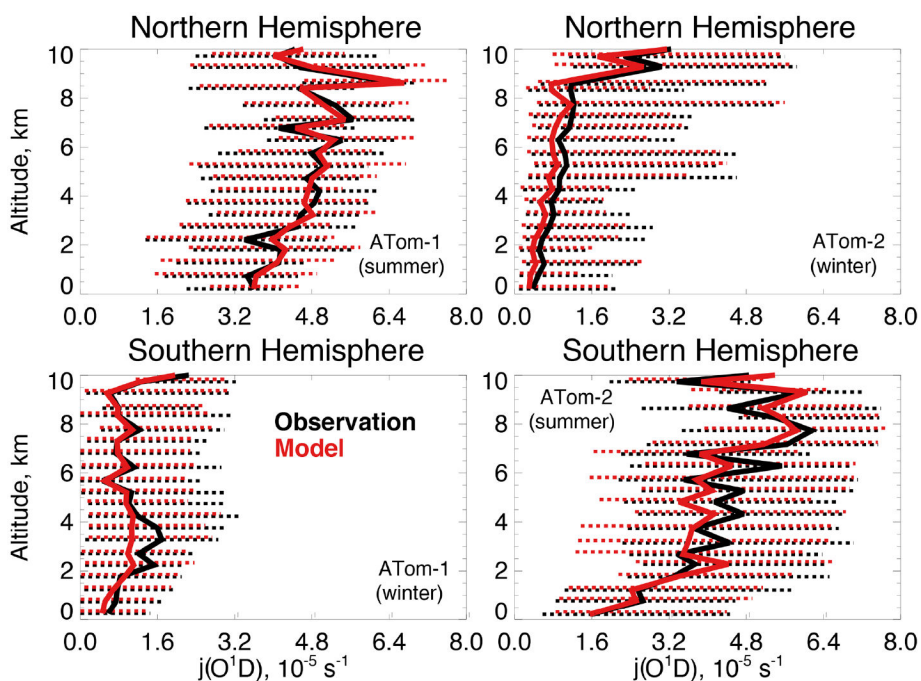 Northern Hemisphere
Altitude, km
10
8
6
4
2
0
ATom-1
(summer)
0.0 1.6 3.2 4.8 6.4 8.0
Northern Hemisphere
10
8
6
4
2
0
ATom-2
(winter)
0.0 1.6 3.2 4.8 6.4 8.0
Southern Hemisphere
Altitude, km
10
8
6
4
2
0
Observation
Model
ATom-1
(winter)
0.0 1.6 3.2 4.8 6.4 8.0
j(O¹D), 10⁻⁵ s⁻¹
Southern Hemisphere
10
8
6
4
2
0
ATom-2
(summer)
0.0 1.6 3.2 4.8 6.4 8.0
j(O¹D), 10⁻⁵ s⁻¹